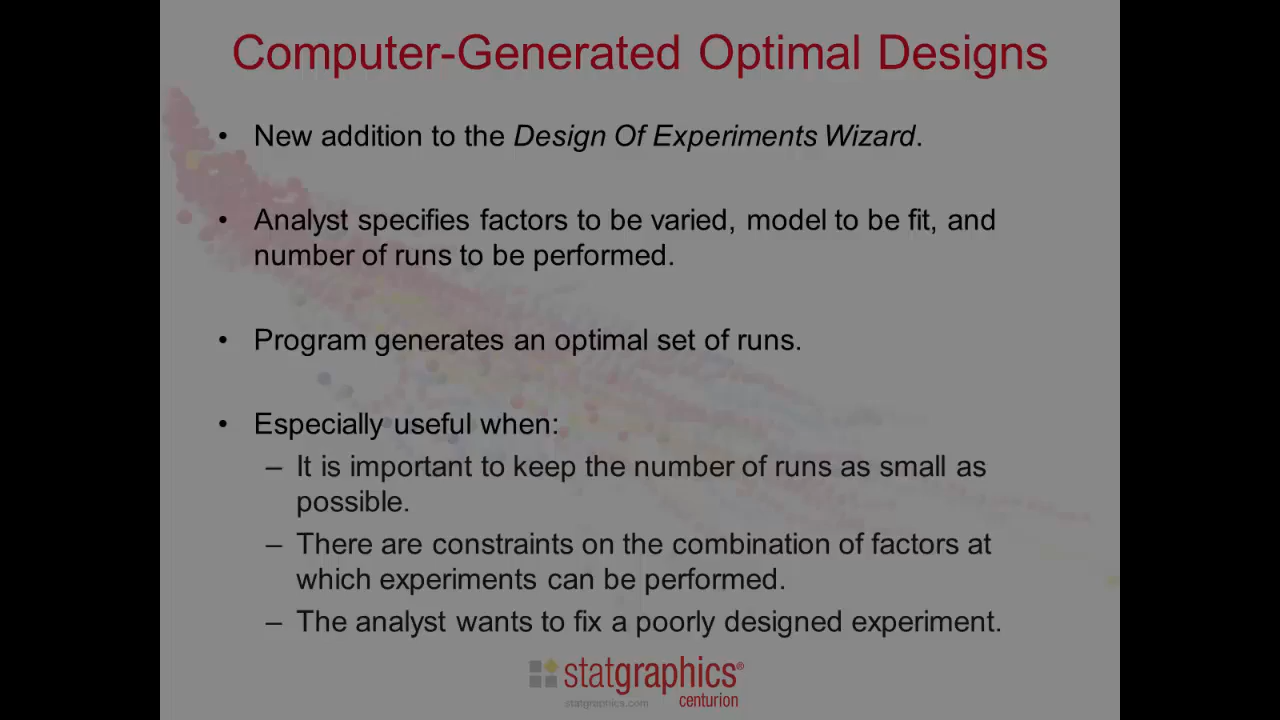 Computer-Generated Optimal Designs
• New addition to the Design Of Experiments Wizard.
• Analyst specifies factors to be varied, model to be fit, and
number of runs to be performed.
• Program generates an optimal set of runs.
• Especially useful when:
– It is important to keep the number of runs as small as
possible.
– There are constraints on the combination of factors at
which experiments can be performed.
– The analyst wants to fix a poorly designed experiment.
statgraphics®
statgraphics.com centurion